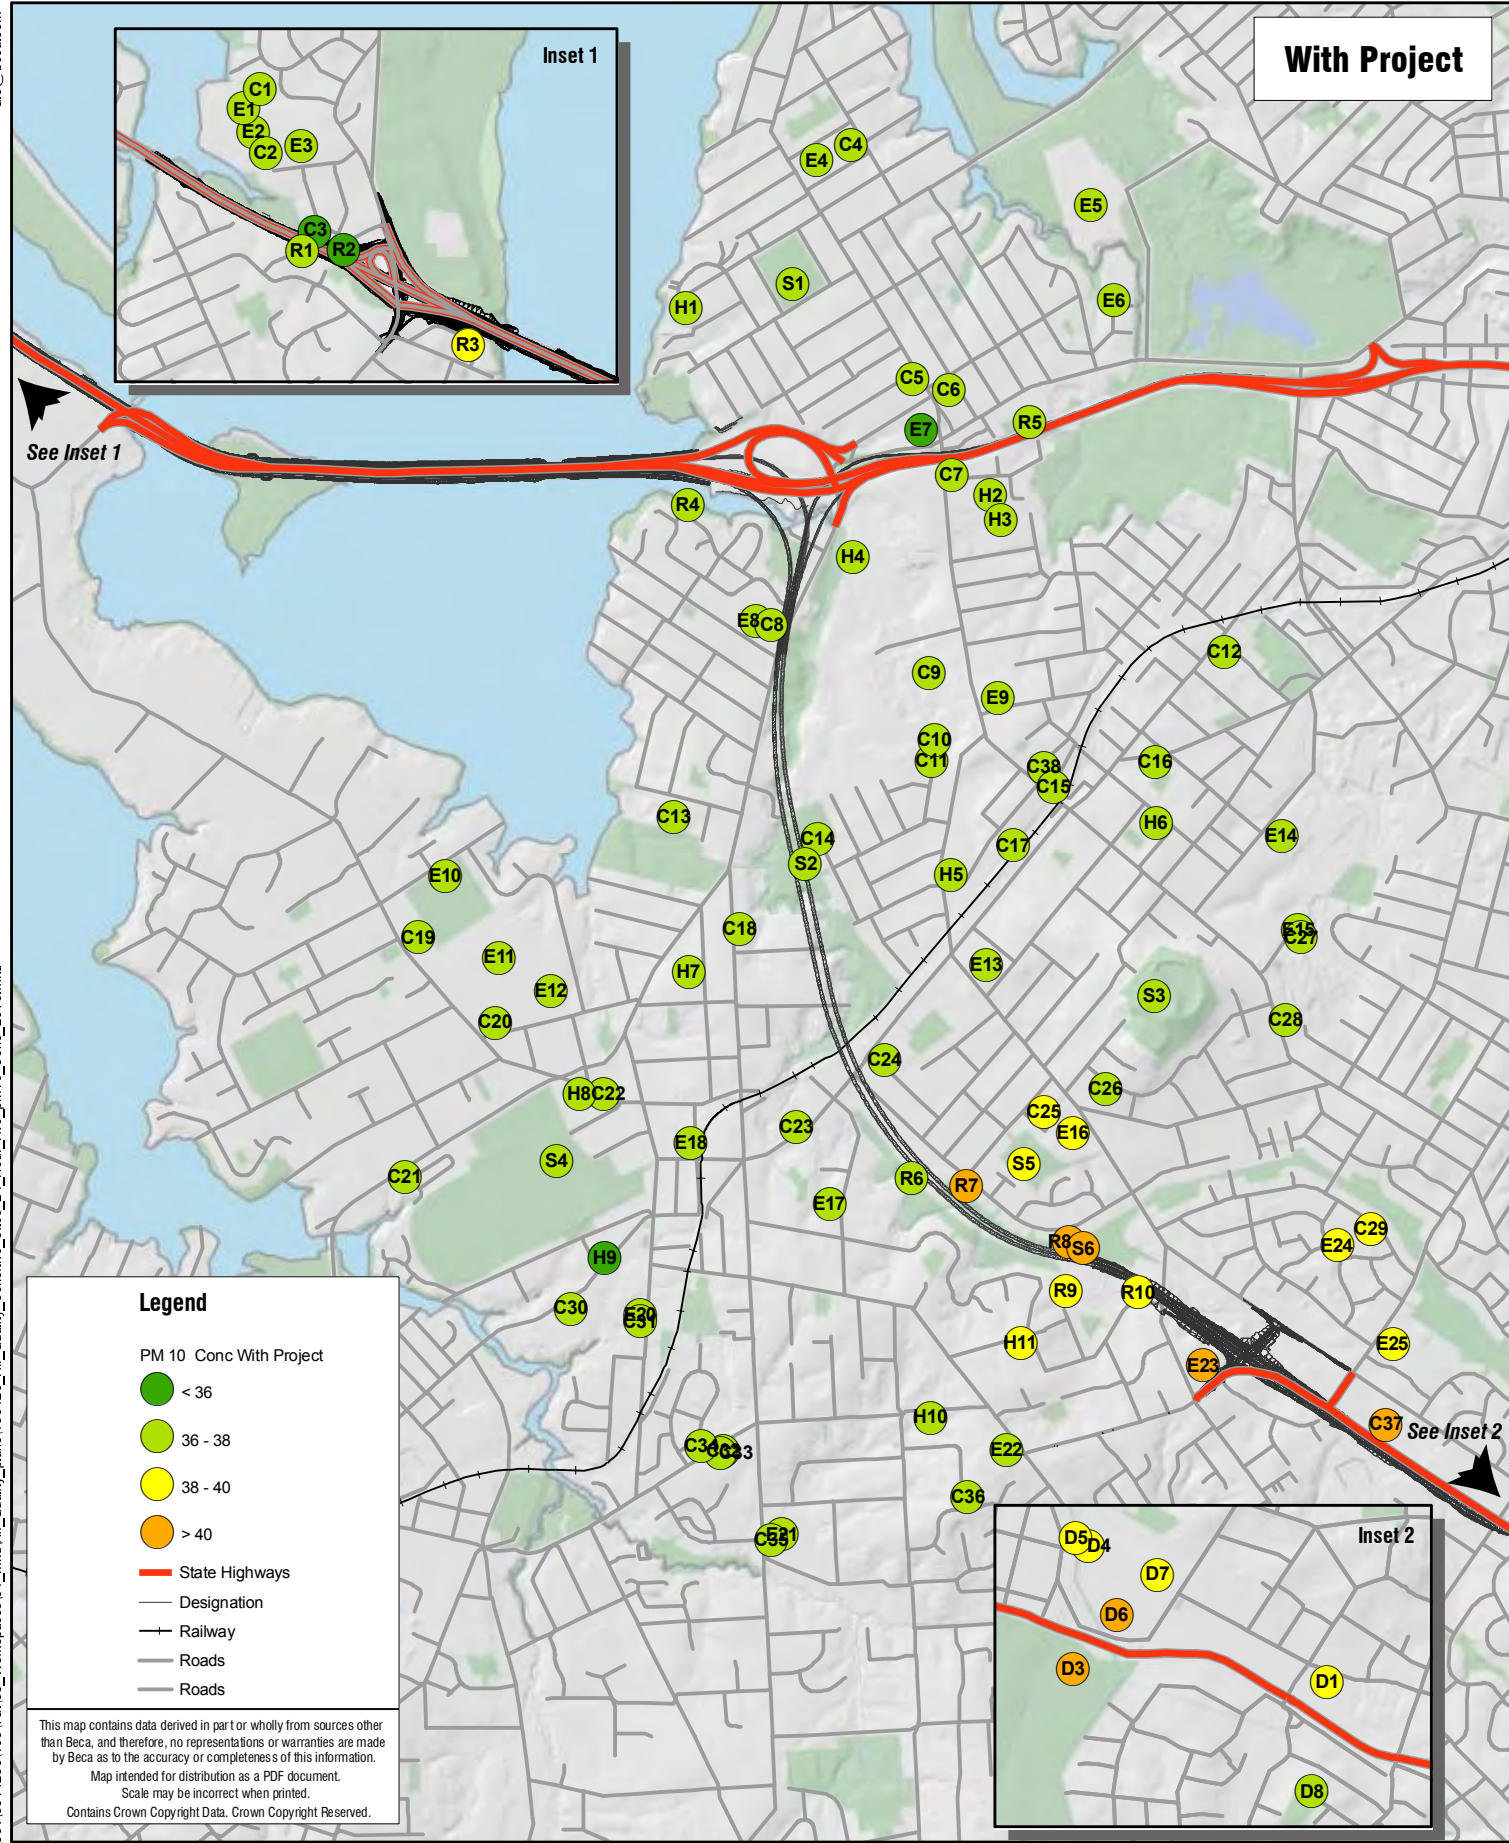 With Project
Inset 1
C1
E1
E2
C2
E3
C3
R1
R2
R3
C4
E4
E5
S1
E6
H1
C5
C6
R5
E7
See Inset 1
C7
H2
R4
H3
H4
E8
C8
C12
C9
E9
C10
C11
C38
C16
C15
C13
H6
C14
E14
C17
S2
H5
E10
C18
E15
C19
C27
E11
E13
H7
E12
S3
C20
C28
C24
C26
H8
C22
C25
C23
E16
E18
S4
S5
C21
R6
R7
E17
C29
R8
E24
S6
H9
R9
R10
C30
E20
C31
H11
E25
E23
H10
C37
See Inset 2
C34
C33
E22
C36
E21
C35
Legend
PM 10 Conc With Project
< 36
36 - 38
38 - 40
> 40
State Highways
Designation
Railway
Roads
Roads
This map contains data derived in part or wholly from sources other
than Beca, and therefore, no representations or warranties are made
by Beca as to the accuracy or completeness of this information.
Map intended for distribution as a PDF document.
Scale may be incorrect when printed.
Contains Crown Copyright Data. Crown Copyright Reserved.
Inset 2
D5
D4
D7
D6
D3
D1
D8